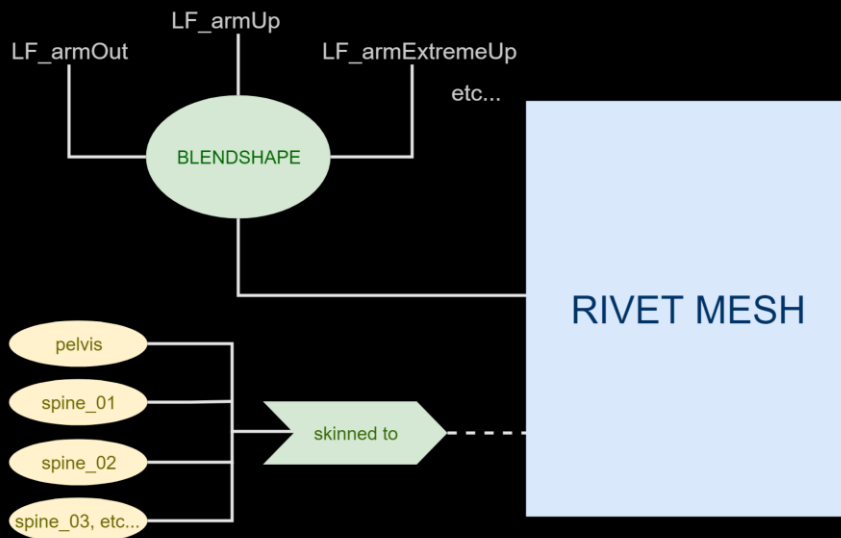 LF_armUp
LF_armOut
LF_armExtremeUp
etc...
BLENDSHAPE
RIVET MESH
pelvis
spine_01
skinned to
spine_02
spine_03, etc...